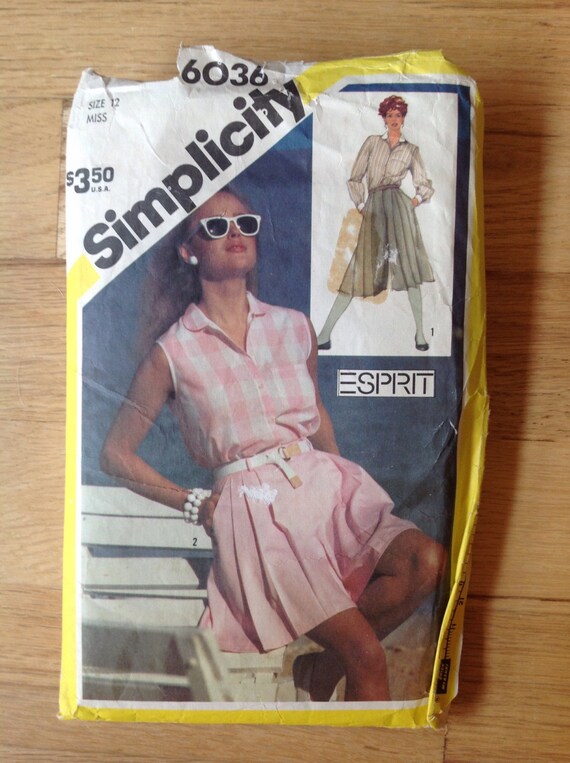 6036
SIZE 12
MISS
$3.50
U.S.A.
Simplicity
1
ESPRIT
2